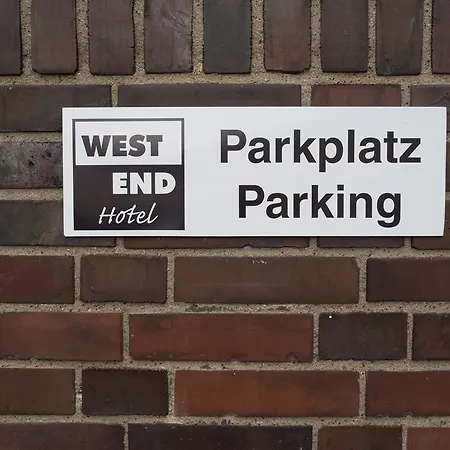 WEST
END
Hotel
Parkplatz
Parking